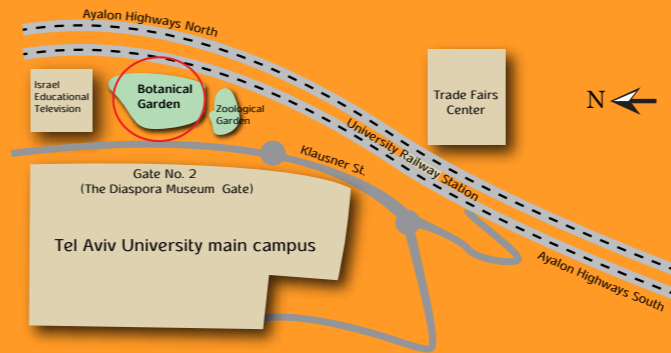 Ayalon Highways North
Israel
Educational
Television
Botanical
Garden
Zoological
Garden
Trade Fairs
Center
N
University Railway Station
Klausner St.
Gate No. 2
(The Diaspora Museum Gate)
Tel Aviv University main campus
Ayalon Highways South